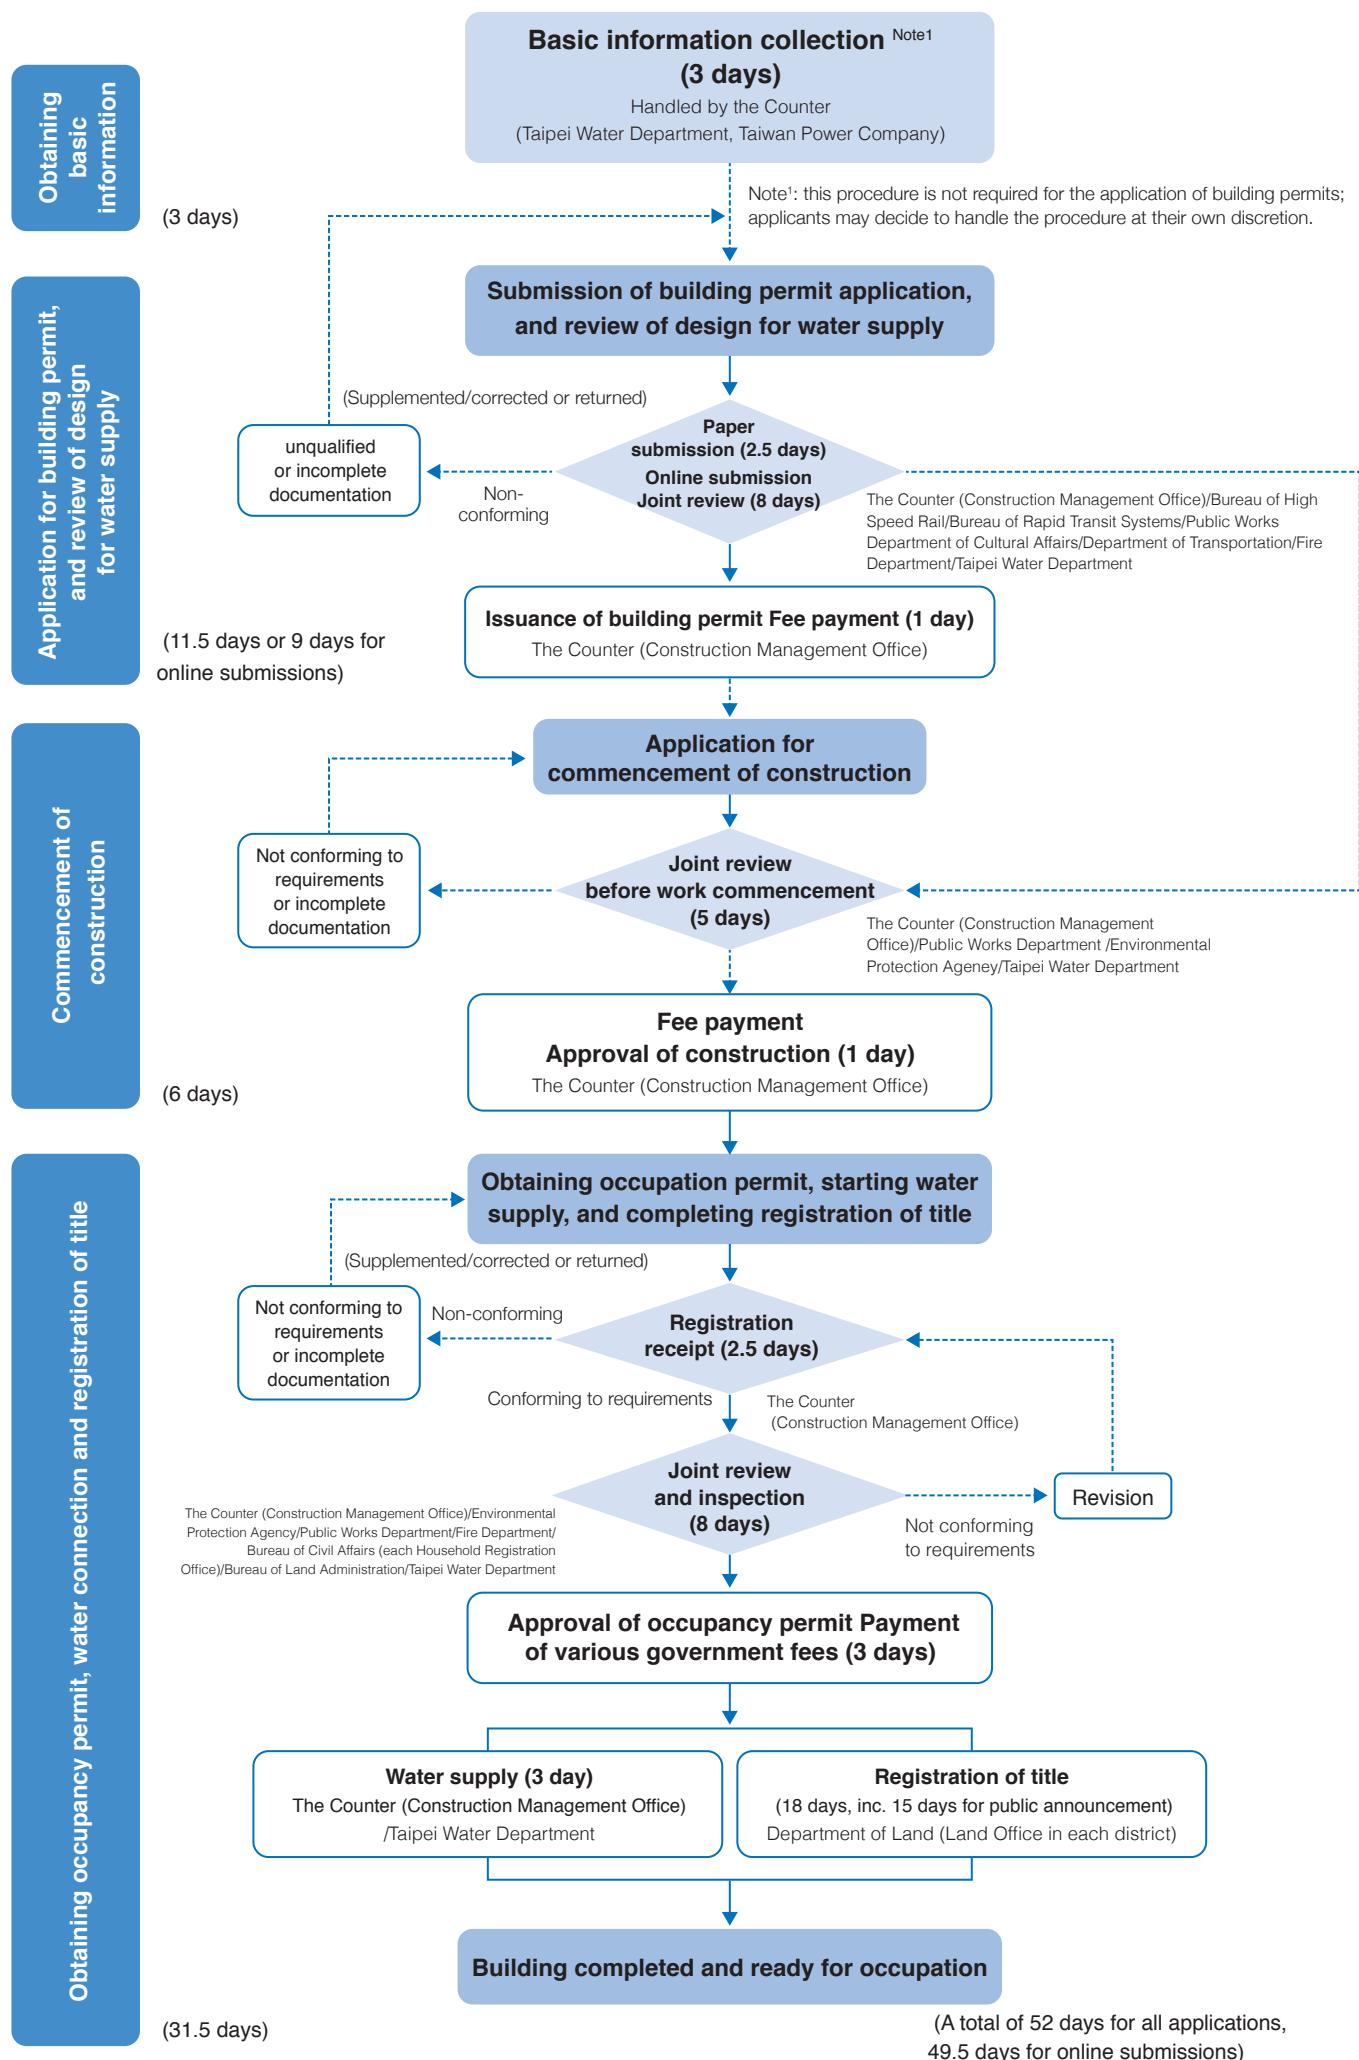 Obtaining
basic
information
(3 days)
Basic information collection Note1
(3 days)
Handled by the Counter
(Taipei Water Department, Taiwan Power Company)
Note1: this procedure is not required for the application of building permits;
applicants may decide to handle the procedure at their own discretion.
Application for building permit,
and review of design
for water supply
(11.5 days or 9 days for
online submissions)
Submission of building permit application,
and review of design for water supply
(Supplemented/corrected or returned)
unqualified
or incomplete
documentation
Non-
conforming
Paper
submission (2.5 days)
Online submission
Joint review (8 days)
The Counter (Construction Management Office)/Bureau of High
Speed Rail/Bureau of Rapid Transit Systems/Public Works
Department of Cultural Affairs/Department of Transportation/Fire
Department/Taipei Water Department
Issuance of building permit Fee payment (1 day)
The Counter (Construction Management Office)
Commencement of
construction
(6 days)
Application for
commencement of construction
Not conforming to
requirements
or incomplete
documentation
Joint review
before work commencement
(5 days)
The Counter (Construction Management
Office)/Public Works Department /Environmental
Protection Ageney/Taipei Water Department
Fee payment
Approval of construction (1 day)
The Counter (Construction Management Office)
Obtaining occupancy permit, water connection and registration of title
(31.5 days)
Obtaining occupation permit, starting water
supply, and completing registration of title
(Supplemented/corrected or returned)
Not conforming to
requirements
or incomplete
documentation
Non-conforming
Registration
receipt (2.5 days)
Conforming to requirements
The Counter
(Construction Management Office)
Joint review
and inspection
(8 days)
The Counter (Construction Management Office)/Environmental
Protection Agency/Public Works Department/Fire Department/
Bureau of Civil Affairs (each Household Registration
Office)/Bureau of Land Administration/Taipei Water Department
Not conforming
to requirements
Revision
Approval of occupancy permit Payment
of various government fees (3 days)
Water supply (3 day)
The Counter (Construction Management Office)
/Taipei Water Department
Registration of title
(18 days, inc. 15 days for public announcement)
Department of Land (Land Office in each district)
Building completed and ready for occupation
(A total of 52 days for all applications,
49.5 days for online submissions)